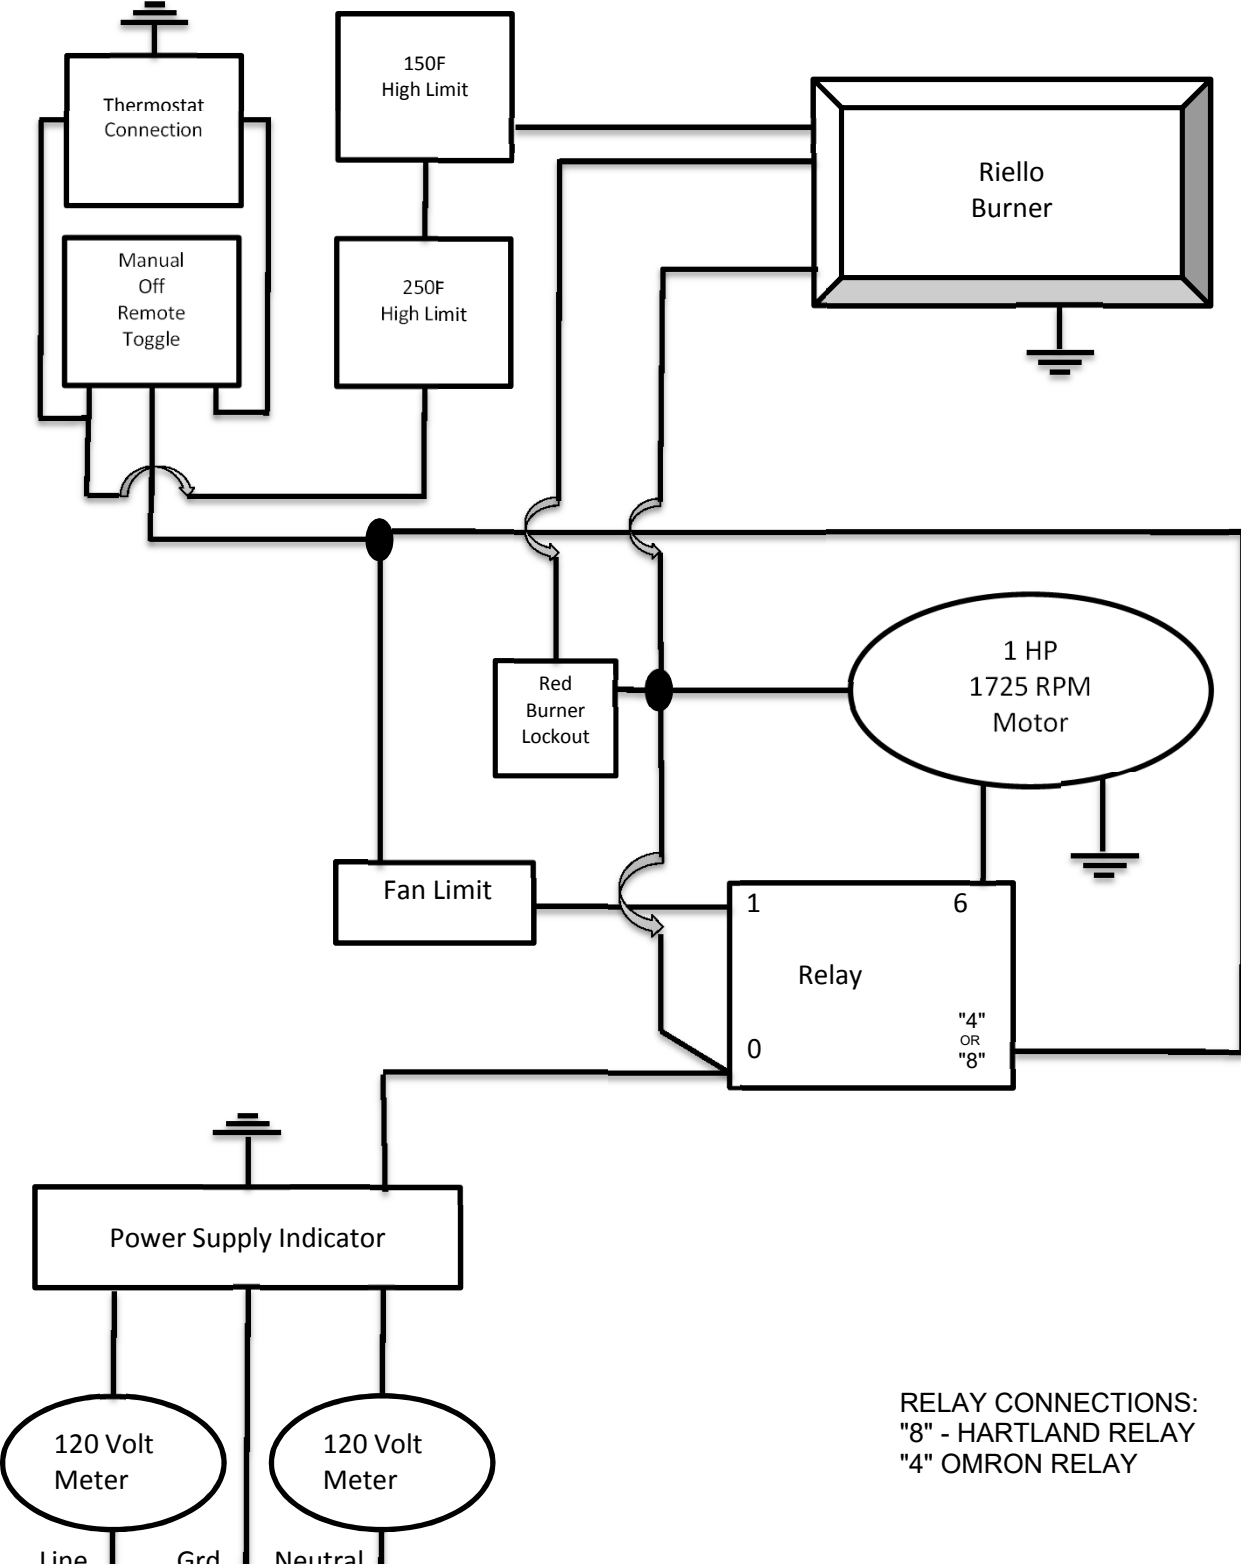 Thermostat
Connection
150F
High Limit
Riello
Burner
Manual
Off
Remote
Toggle
250F
High Limit
1 HP
1725 RPM
Motor
Red
Burner
Lockout
Fan Limit
1
6
Relay
"4"
OR
"8"
0
Power Supply Indicator
120 Volt
Meter
120 Volt
Meter
RELAY CONNECTIONS:
"8" - HARTLAND RELAY
"4" OMRON RELAY
Line
Grd
Neutral